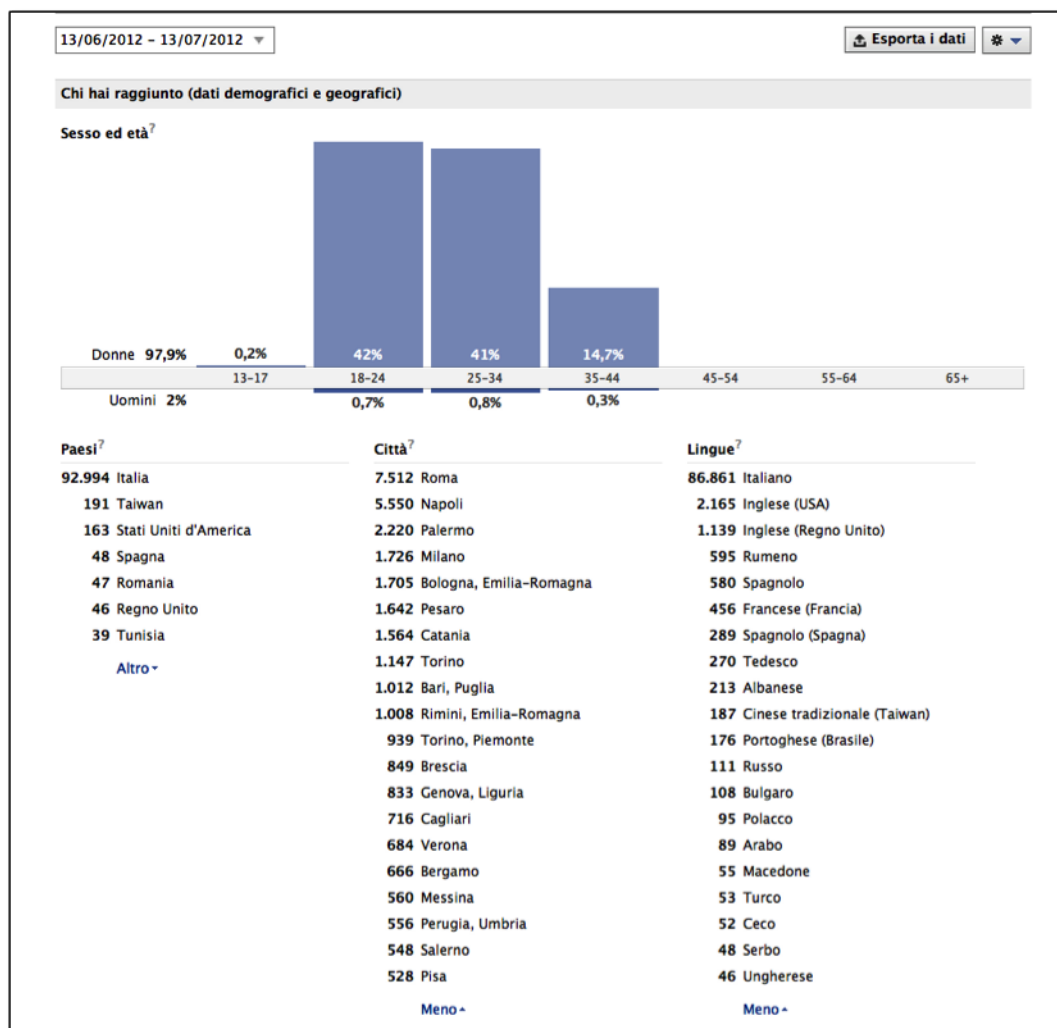 13/06/2012 – 13/07/2012
Esporta i dati
Chi hai raggiunto (dati demografici e geografici)
Sesso ed età?
Donne 97,9% 0,2% 42% 41% 14,7%
13-17 18-24 25-34 35-44 45-54 55-64 65+
Uomini 2% 0,7% 0,8% 0,3%
Paesi?
92.994 Italia
191 Taiwan
163 Stati Uniti d'America
48 Spagna
47 Romania
46 Regno Unito
39 Tunisia
Altro
Città?
7.512 Roma
5.550 Napoli
2.220 Palermo
1.726 Milano
1.705 Bologna, Emilia-Romagna
1.642 Pesaro
1.564 Catania
1.147 Torino
1.012 Bari, Puglia
1.008 Rimini, Emilia-Romagna
939 Torino, Piemonte
849 Brescia
833 Genova, Liguria
716 Cagliari
684 Verona
666 Bergamo
560 Messina
556 Perugia, Umbria
548 Salerno
528 Pisa
Meno
Lingue?
86.861 Italiano
2.165 Inglese (USA)
1.139 Inglese (Regno Unito)
595 Rumeno
580 Spagnolo
456 Francese (Francia)
289 Spagnolo (Spagna)
270 Tedesco
213 Albanese
187 Cinese tradizionale (Taiwan)
176 Portoghese (Brasile)
111 Russo
108 Bulgaro
95 Polacco
89 Arabo
55 Macedone
53 Turco
52 Ceco
48 Serbo
46 Ungherese
Meno